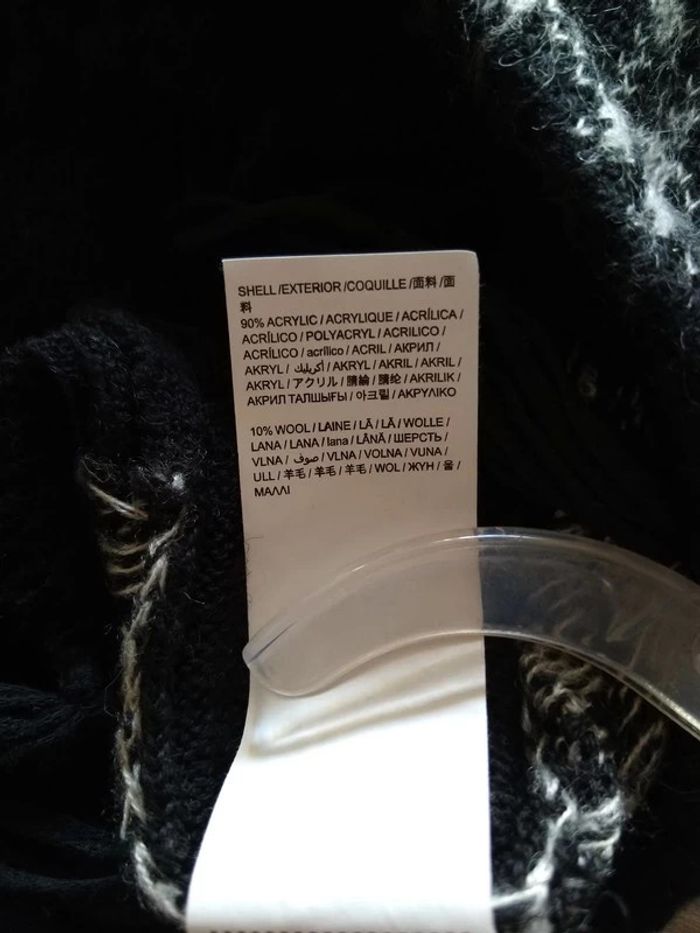 SHELL /EXTERIOR /COQUILLE /面料 /面
料
90% ACRYLIC / ACRYLIQUE / ACRÍLICA /
ACRÍLICO / POLYACRYL / ACRILICO /
ACRÍLICO / acrílico / ACRIL / АКРИЛ /
AKRYL / أكريليك / AKRYL / AKRIL / AKRIL /
AKRYL / アクリル / 腈綸 / 腈纶 / AKRILIK /
АКРИЛ ТАЛШЫҒЫ / 아크릴 / ΑΚΡΥΛΙΚΟ
10% WOOL / LAINE / LÃ / LÃ / WOLLE /
LANA / LANA / lana / LÂNĂ / ШЕРСТЬ /
VLNA / صوف / VLNA / VOLNA / VUNA /
ULL / 羊毛 / 羊毛 / 羊毛 / WOL / ЖҮН / 울 /
ΜΑΛΛΙ